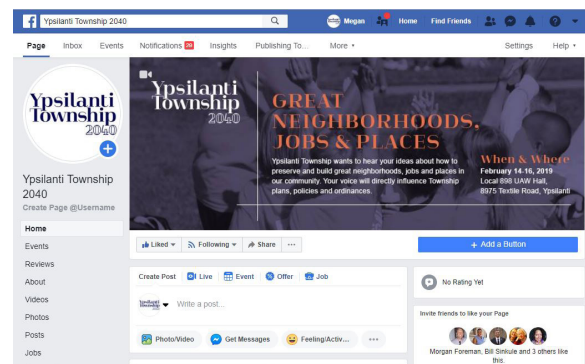 Ypsilanti Township 2040
Megan
Home
Find Friends
Page
Inbox
Events
Notifications 28
Insights
Publishing To...
More
Settings
Help
Ypsilanti
Township
2040
Ypsilanti Township
2040
Create Page @Username
Home
Events
Reviews
About
Videos
Photos
Posts
Jobs
Ypsilanti
Township
2040
GREAT
NEIGHBORHOODS,
JOBS & PLACES
Ypsilanti Township wants to hear your ideas about how to
preserve and build great neighborhoods, jobs and places in
our community. Your voice will directly influence Township
plans, policies and ordinances.
When & Where
February 14-16, 2019
Local 898 UAW Hall,
8975 Textile Road, Ypsilanti
Liked
Following
Share
+ Add a Button
Create Post
Live
Event
Offer
Job
Write a post...
Photo/Video
Get Messages
Feeling/Activ...
No Rating Yet
Invite friends to like your Page
Morgan Foreman, Bill Sinkule and 3 others like
this.